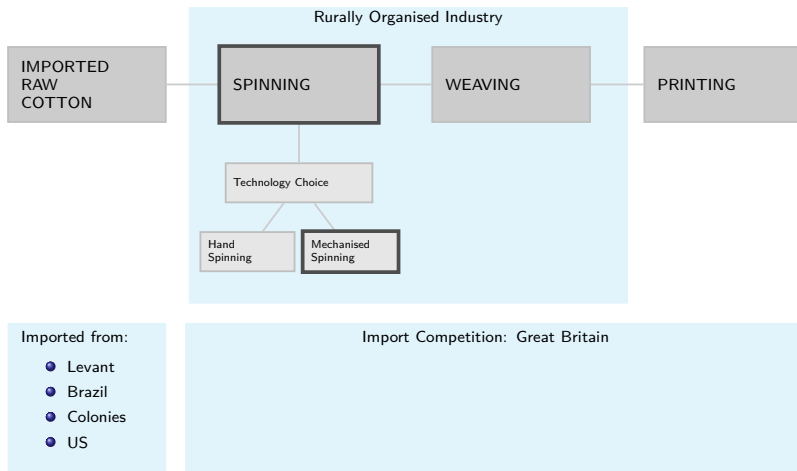 Rurally Organised Industry
IMPORTED
RAW
COTTON
SPINNING
WEAVING
PRINTING
Technology Choice
Hand
Spinning
Mechanised
Spinning
Imported from:
Levant
Brazil
Colonies
US
Import Competition: Great Britain